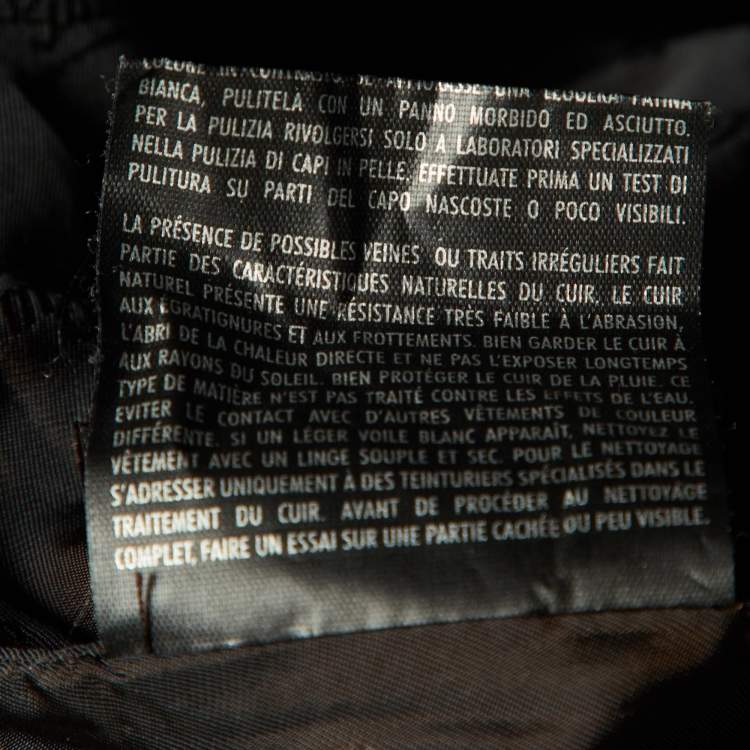 COLORE IN CONTRASTO. SE AFFIORASSE UNA LEGGERA PATINA
BIANCA, PULITELA CON UN PANNO MORBIDO ED ASCIUTTO.
PER LA PULIZIA RIVOLGERSI SOLO A LABORATORI SPECIALIZZATI
NELLA PULIZIA DI CAPI IN PELLE. EFFETTUATE PRIMA UN TEST DI
PULITURA SU PARTI DEL CAPO NASCOSTE O POCO VISIBILI.
LA PRÉSENCE DE POSSIBLES VEINES OU TRAITS IRRÉGULIERS FAIT
PARTIE DES CARACTÉRISTIQUES NATURELLES DU CUIR. LE CUIR
NATUREL PRÉSENTE UNE RÉSISTANCE TRÈS FAIBLE À L'ABRASION,
AUX ÉGRATIGNURES ET AUX FROTTEMENTS. BIEN GARDER LE CUIR À
L'ABRI DE LA CHALEUR DIRECTE ET NE PAS L'EXPOSER LONGTEMPS
AUX RAYONS DU SOLEIL. BIEN PROTÉGER LE CUIR DE LA PLUIE. CE
TYPE DE MATIÈRE N'EST PAS TRAITÉ CONTRE LES EFFETS DE L'EAU.
EVITER LE CONTACT AVEC D'AUTRES VÊTEMENTS DE COULEUR
DIFFÉRENTE. SI UN LÉGER VOILE BLANC APPARAÎT, NETTOYEZ LE
VÊTEMENT AVEC UN LINGE SOUPLE ET SEC. POUR LE NETTOYAGE
S'ADRESSER UNIQUEMENT À DES TEINTURIERS SPÉCIALISÉS DANS LE
TRAITEMENT DU CUIR. AVANT DE PROCÉDER AU NETTOYAGE
COMPLET, FAIRE UN ESSAI SUR UNE PARTIE CACHÉE OU PEU VISIBLE.